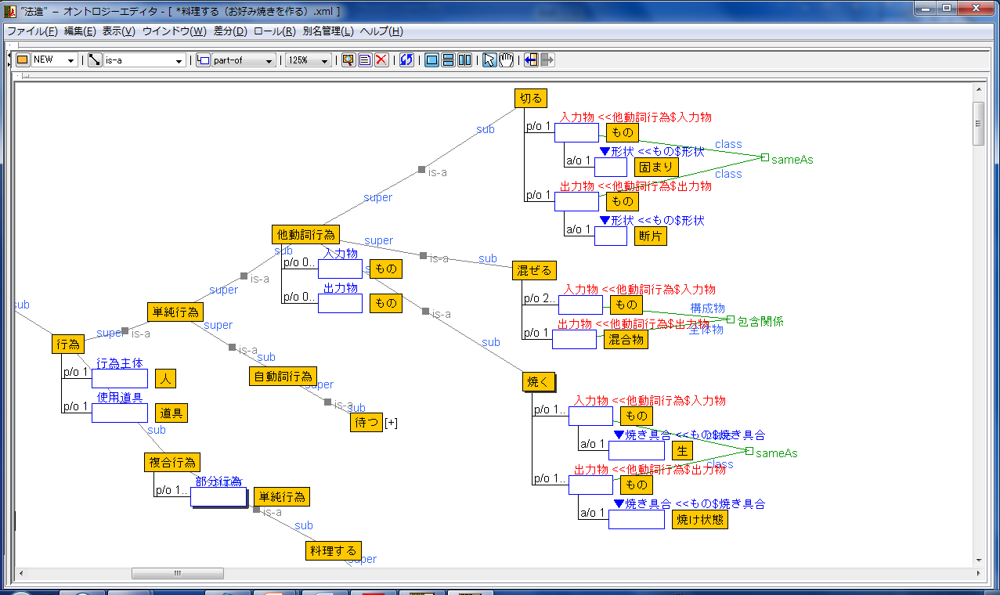 "法造" － オントロジーエディタ - [ *料理する（お好み焼きを作る）.xml ]
ファイル(F) 編集(E) 表示(V) ウインドウ(W) 差分(D) ロール(R) 別名管理(L) ヘルプ(H)
NEW is-a part-of 125%
切る
sub
入力物 <<他動詞行為$入力物
p/o 1 もの
class
▼形状 <<もの$形状
a/o 1 固まり
sameAs
is-a
class
出力物 <<他動詞行為$出力物
super
p/o 1 もの
▼形状 <<もの$形状
a/o 1 断片
他動詞行為
super
sub
入力物
is-a
sub
p/o 0.. もの
混ぜる
is-a
出力物
入力物 <<他動詞行為$入力物
super
p/o 0.. もの
p/o 2.. もの
構成物
sub
単純行為
is-a
包含関係
super
出力物 <<他動詞行為$出力物
全体物
super
is-a
p/o 1 混合物
行為
is-a
sub
sub
行為主体
p/o 1 人
自動詞行為
super
焼く
使用道具
入力物 <<他動詞行為$入力物
p/o 1 道具
is-a
sub
p/o 1.. もの
待つ [+]
sub
▼焼き具合 <<もの$焼き具合
class
a/o 1 生
sameAs
複合行為
class
出力物 <<他動詞行為$出力物
部分行為
super
p/o 1..
単純行為
p/o 1.. もの
▼焼き具合 <<もの$焼き具合
is-a
a/o 1 焼け状態
sub
料理する
super